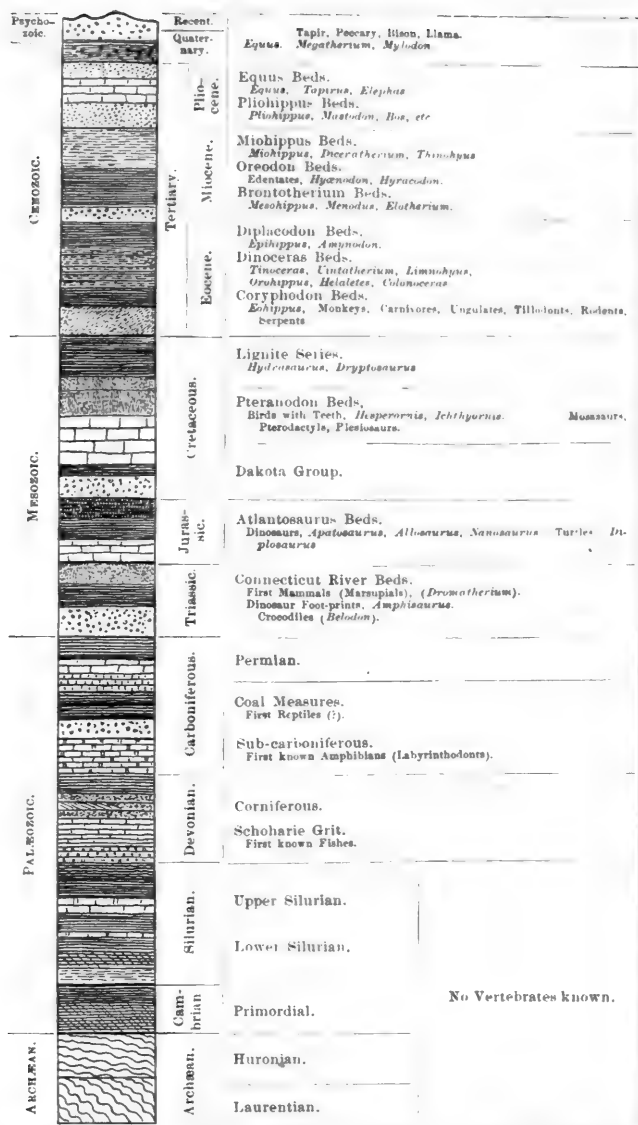 Psycho-
zoic.
Recent.
Tapir, Peccary, Bison, Llama.
Quater-
nary.
Equus. Megatherium, Mylodon
CENOZOIC.
Tertiary.
Pliocene.
Equus Beds.
Equus, Tapirus, Elephas
Pliohippus Beds.
Pliohippus, Mastodon, Bos, etc
Miocene.
Miohippus Beds.
Miohippus, Diceratherium, Thinohyus
Oreodon Beds.
Edentates, Hyænodon, Hyracodon.
Brontotherium Beds.
Mesohippus, Menodus, Elotherium.
Eocene.
Diplacodon Beds.
Epihippus, Amynodon.
Dinoceras Beds.
Tinoceras, Uintatherium, Limnohyus,
Orohippus, Helaletes, Colonoceras
Coryphodon Beds.
Eohippus, Monkeys, Carnivores, Ungulates, Tillodonts, Rodents,
Serpents
MESOZOIC.
Cretaceous.
Lignite Series.
Hydrosaurus, Dryptosaurus
Pteranodon Beds.
Birds with Teeth, Hesperornis, Ichthyornis. Mosasaurs,
Pterodactyls, Plesiosaurs.
Dakota Group.
Juras-
sic.
Atlantosaurus Beds.
Dinosaurs, Apatosaurus, Allosaurus, Nanosaurus Turtles Di-
plosaurus
Triassic.
Connecticut River Beds.
First Mammals (Marsupials), (Dromatherium).
Dinosaur Foot-prints, Amphisaurus.
Crocodiles (Belodon).
PALÆOZOIC.
Carboniferous.
Permian.
Coal Measures.
First Reptiles (?).
Sub-carboniferous.
First known Amphibians (Labyrinthodonts).
Devonian.
Corniferous.
Schoharie Grit.
First known Fishes.
Silurian.
Upper Silurian.
Lower Silurian.
No Vertebrates known.
Cam-
brian
Primordial.
ARCHÆAN.
Archæan.
Huronian.
Laurentian.